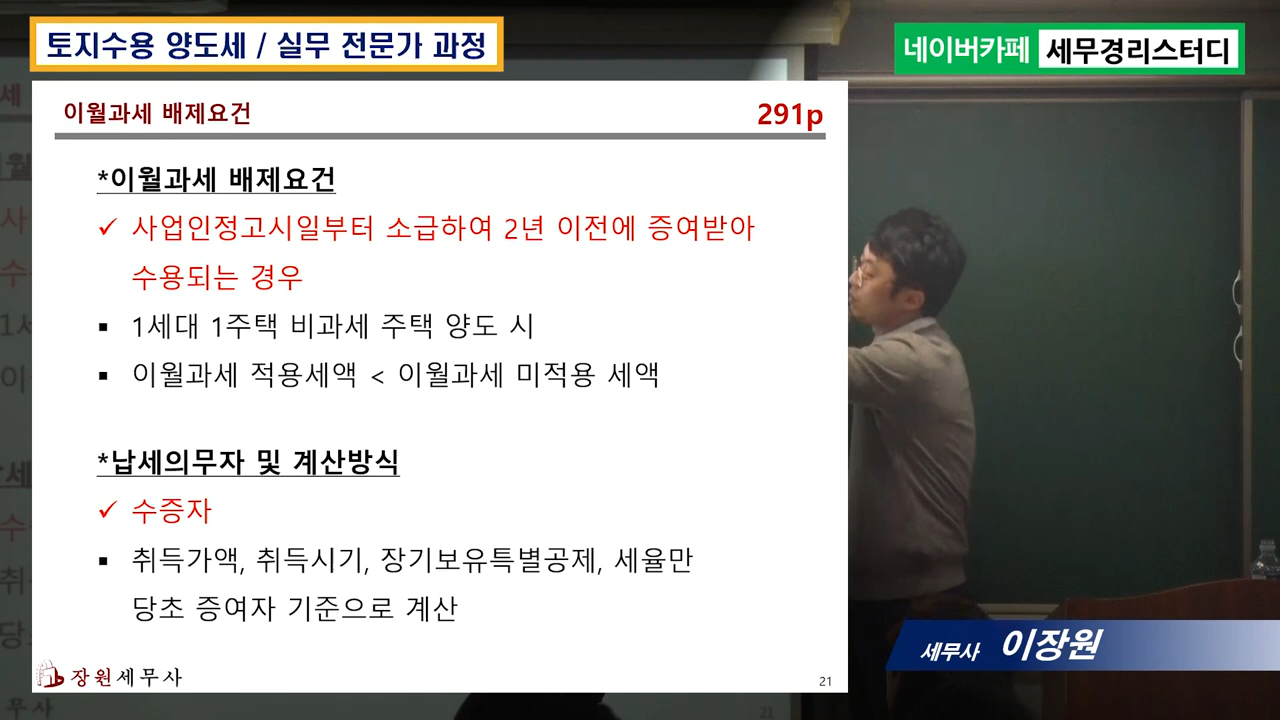 토지수용 양도세 / 실무 전문가 과정
네이버카페 세무경리스터디
이월과세 배제요건
291p
*이월과세 배제요건
✓ 사업인정고시일부터 소급하여 2년 이전에 증여받아
수용되는 경우
▪ 1세대 1주택 비과세 주택 양도 시
▪ 이월과세 적용세액 < 이월과세 미적용 세액
*납세의무자 및 계산방식
✓ 수증자
▪ 취득가액, 취득시기, 장기보유특별공제, 세율만
당초 증여자 기준으로 계산
세무사 이장원
장원세무사
21